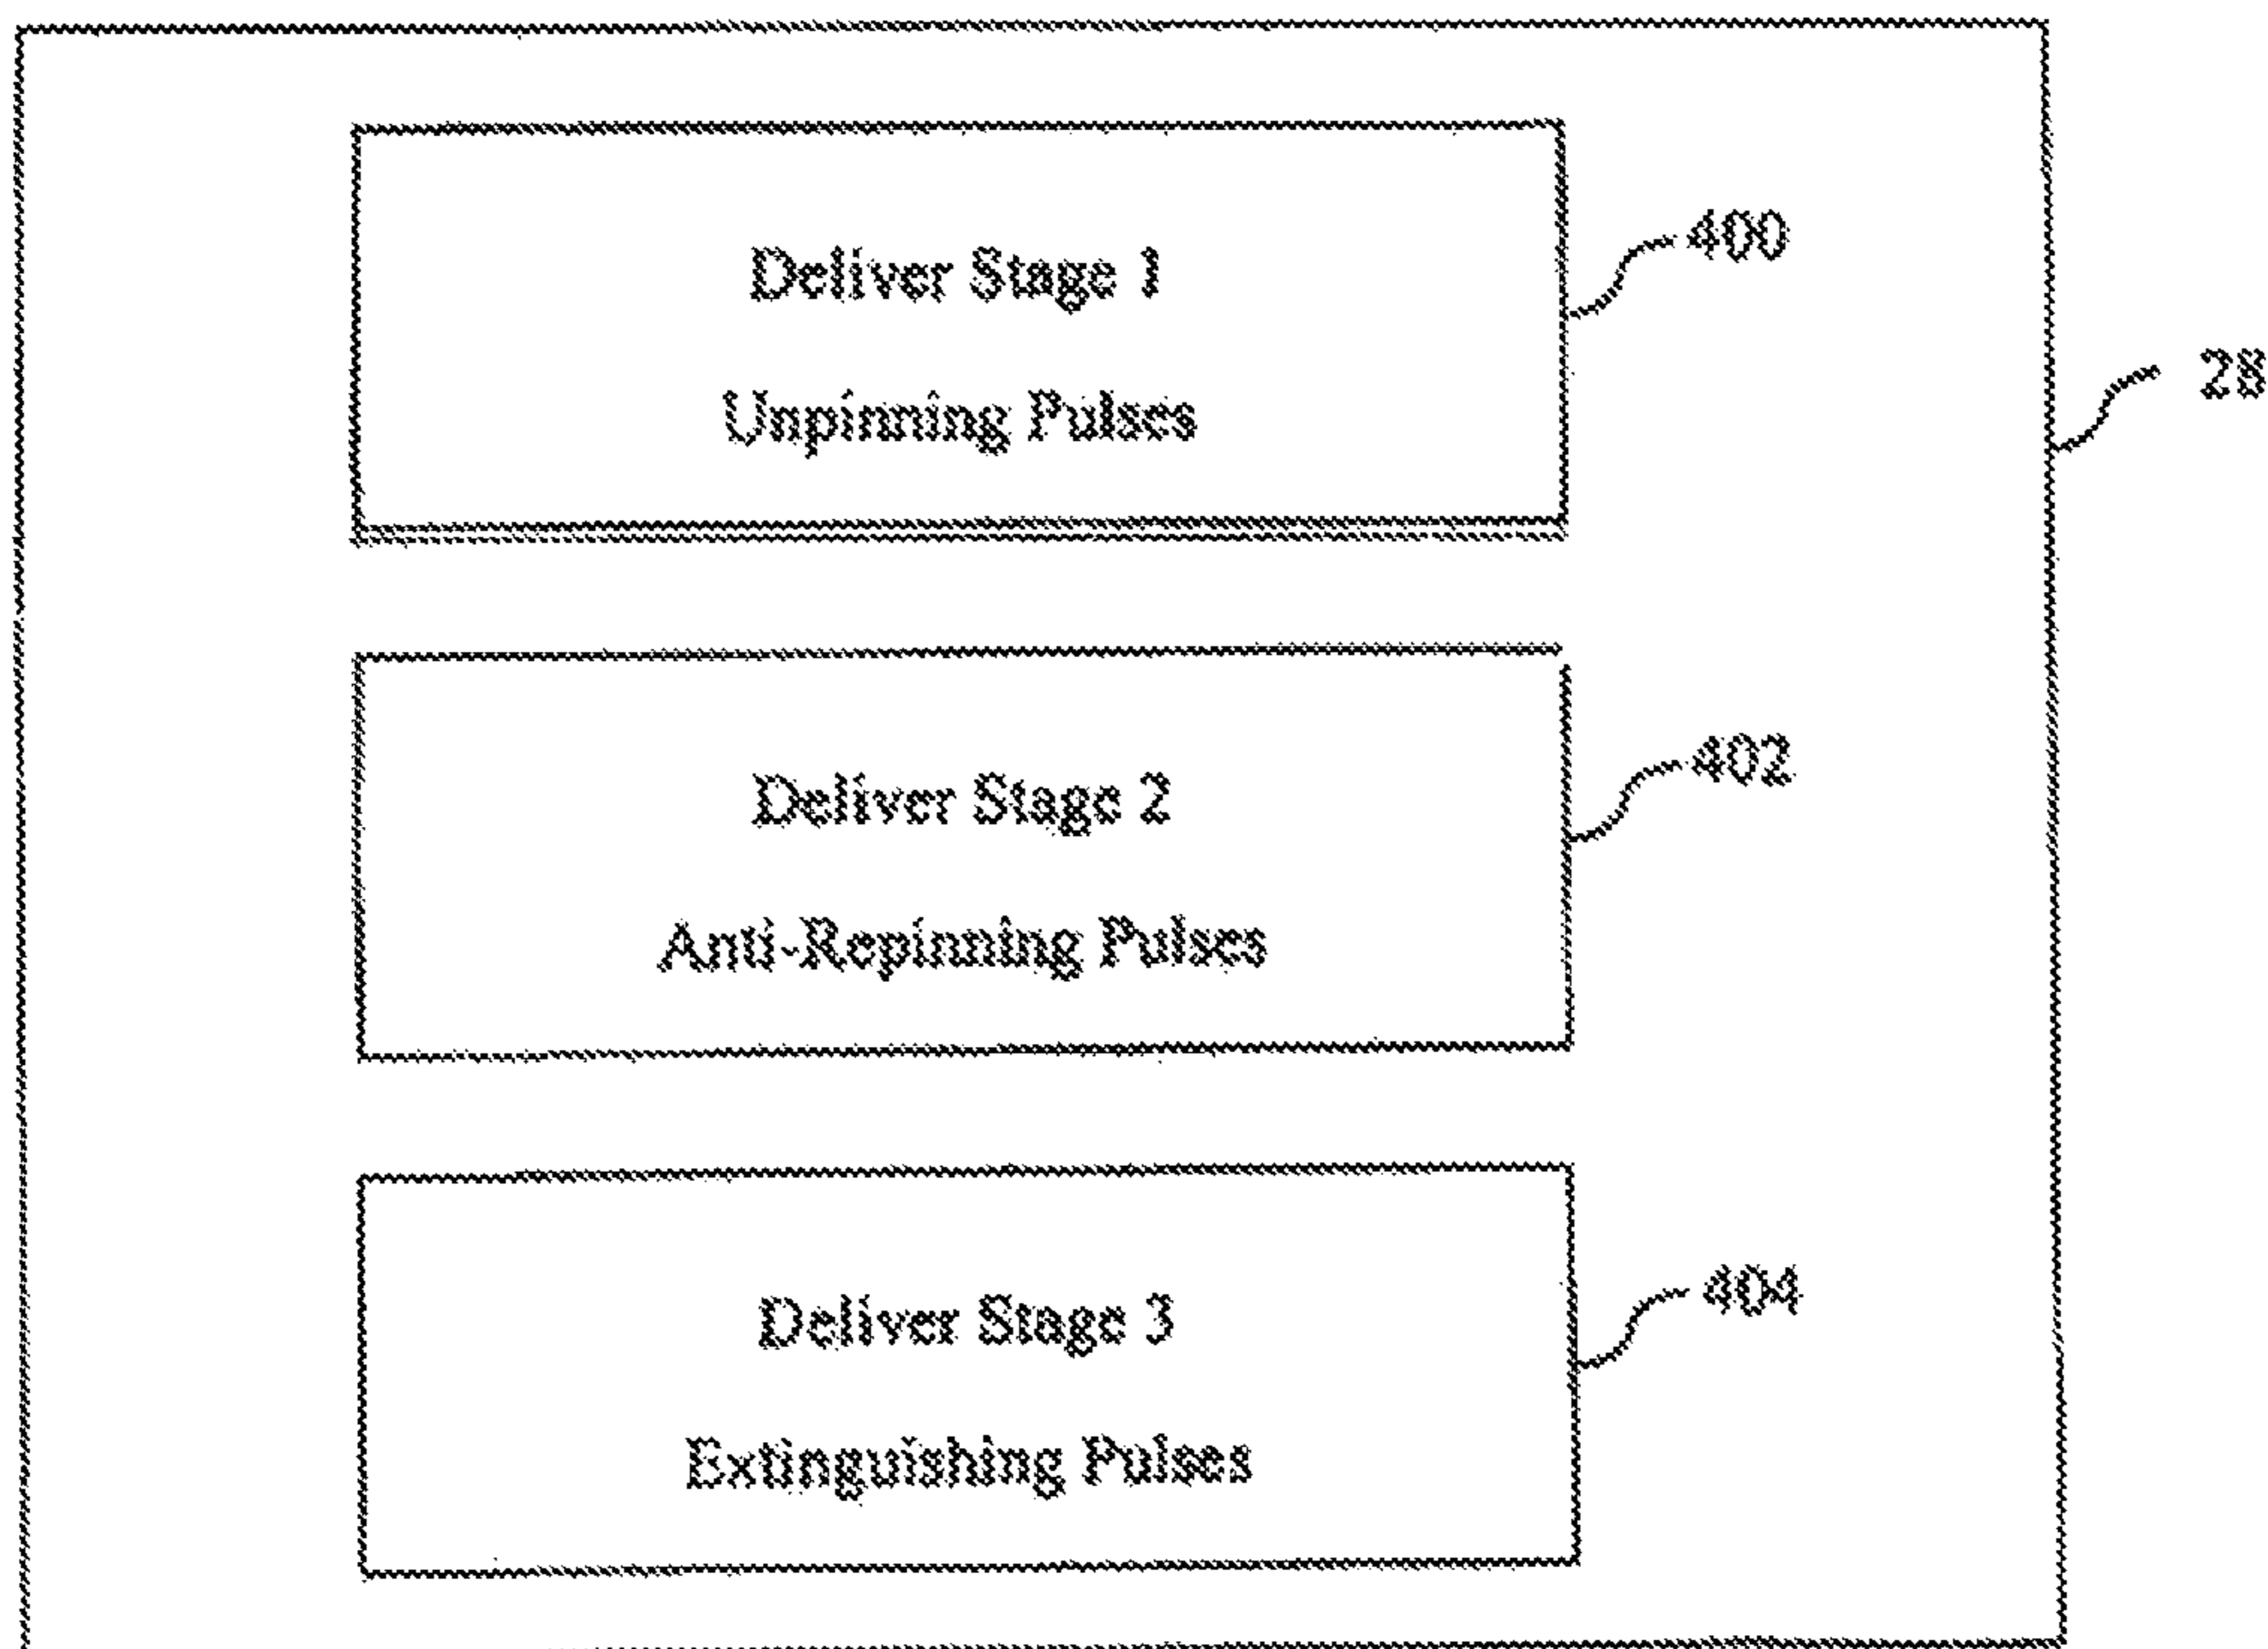 Deliver Stage 1
Unpinning Pulses
400
28
Deliver Stage 2
Anti-Repinning Pulses
402
Deliver Stage 3
Extinguishing Pulses
404